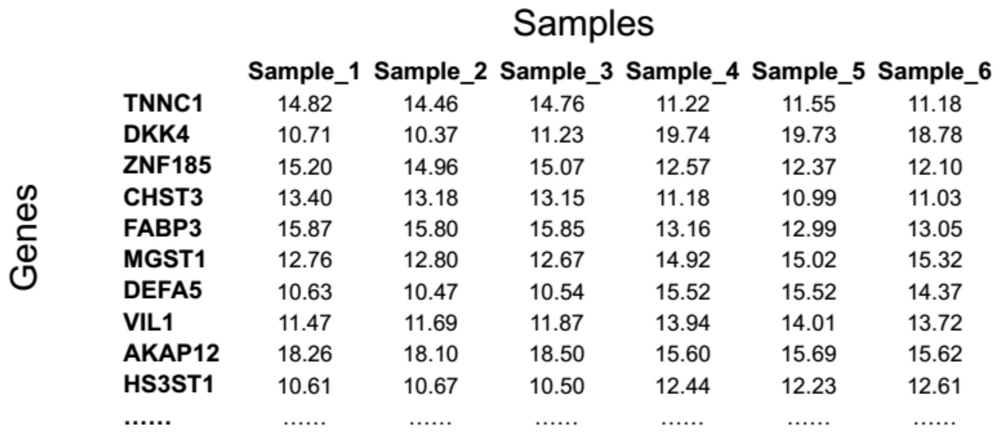 Samples
Sample_1 Sample_2 Sample_3 Sample_4 Sample_5 Sample_6
TNNC1 14.82 14.46 14.76 11.22 11.55 11.18
DKK4 10.71 10.37 11.23 19.74 19.73 18.78
ZNF185 15.20 14.96 15.07 12.57 12.37 12.10
CHST3 13.40 13.18 13.15 11.18 10.99 11.03
FABP3 15.87 15.80 15.85 13.16 12.99 13.05
MGST1 12.76 12.80 12.67 14.92 15.02 15.32
DEFA5 10.63 10.47 10.54 15.52 15.52 14.37
VIL1 11.47 11.69 11.87 13.94 14.01 13.72
AKAP12 18.26 18.10 18.50 15.60 15.69 15.62
HS3ST1 10.61 10.67 10.50 12.44 12.23 12.61
...... ...... ...... ...... ...... ...... ......
Genes